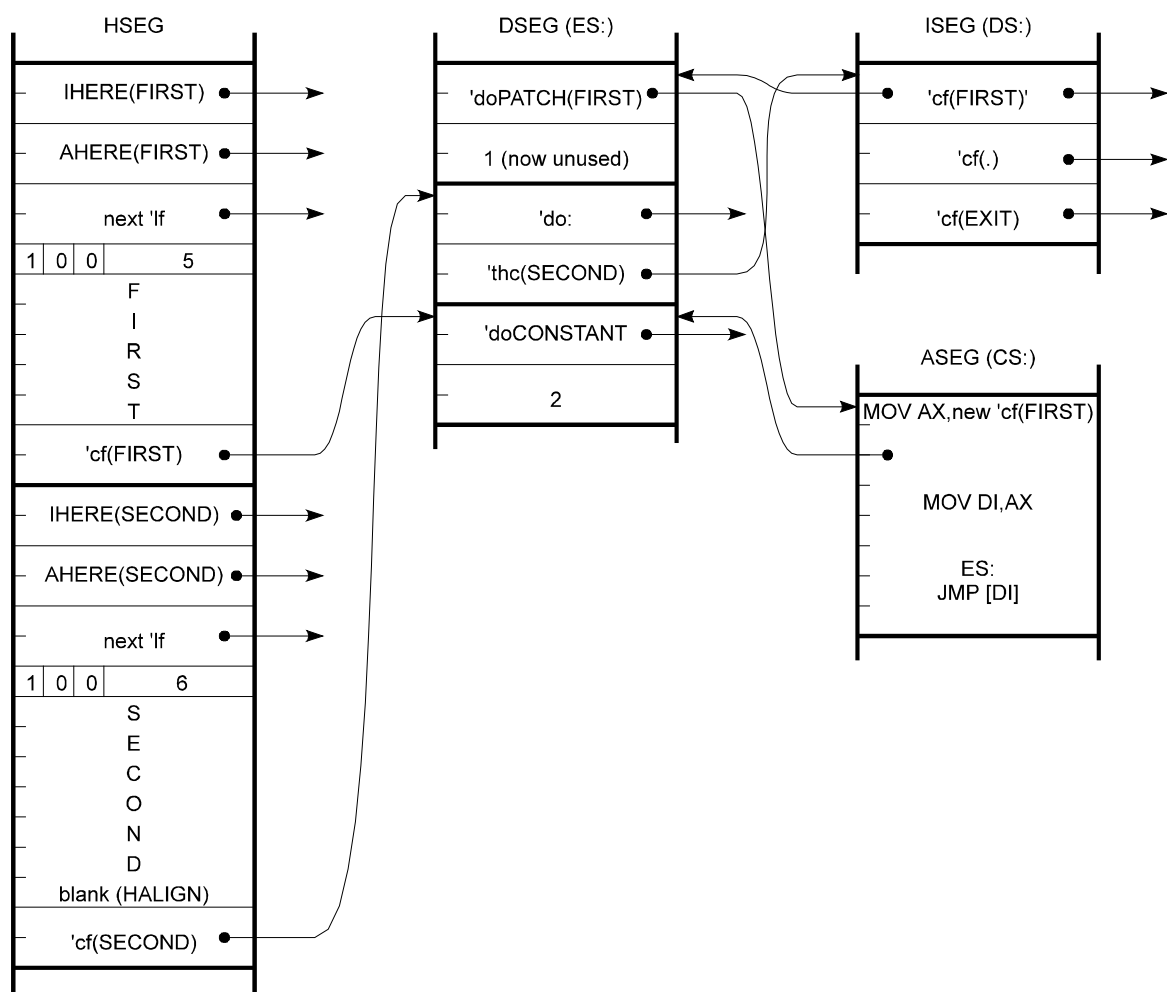 HSEG
IHERE(FIRST)
AHERE(FIRST)
next 'lf
1 0 0 5
F
I
R
S
T
'cf(FIRST)
IHERE(SECOND)
AHERE(SECOND)
next 'lf
1 0 0 6
S
E
C
O
N
D
blank (HALIGN)
'cf(SECOND)
DSEG (ES:)
'doPATCH(FIRST)
1 (now unused)
'do:
'thc(SECOND)
'doCONSTANT
2
ISEG (DS:)
'cf(FIRST)'
'cf(.)
'cf(EXIT)
ASEG (CS:)
MOV AX,new 'cf(FIRST)
MOV DI,AX
ES:
JMP [DI]